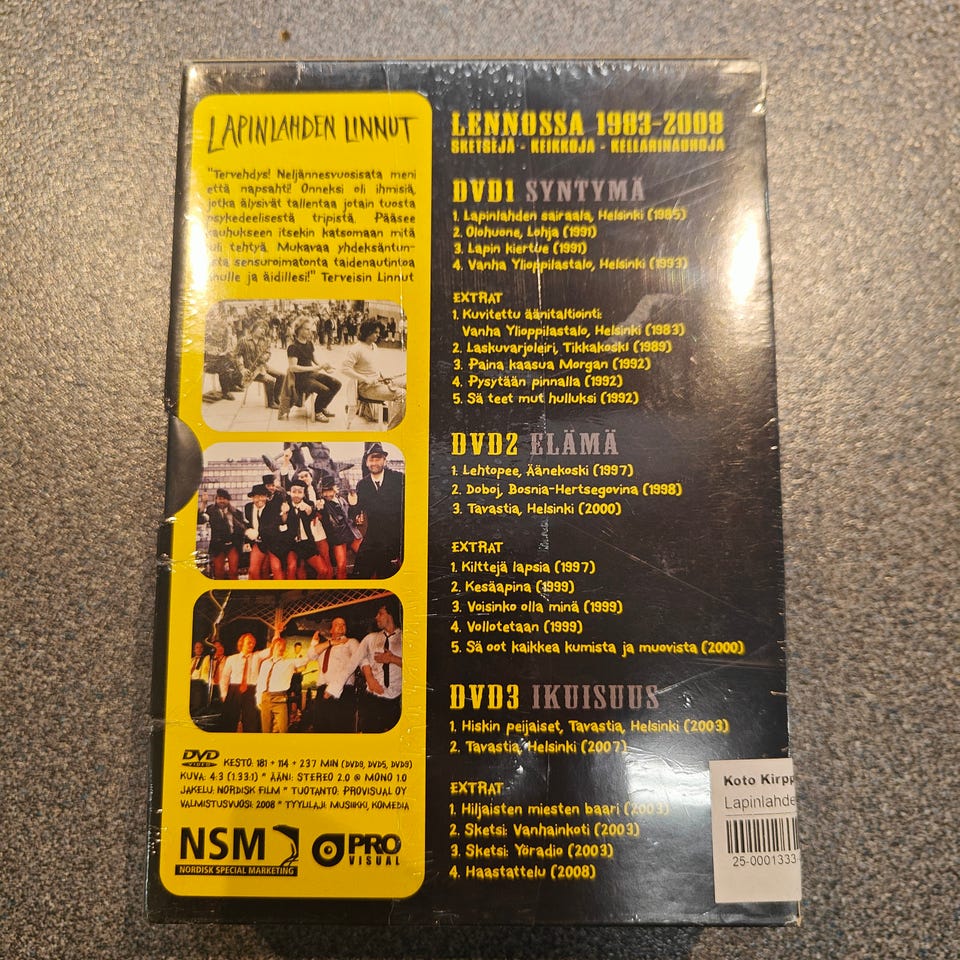 LAPINLAHDEN LINNUT
"Tervehdys! Neljännesvuosisata meni
että napsahti! Onneksi oli ihmisiä,
jotka älysivät tallentaa jotain tuosta
psykedeelisestä tripistä. Pääsee
kauhukseen itsekin katsomaan mitä
tuli tehtyä. Mukavaa yhdeksäntun-
tista sensuroimatonta taidenautintoa
sinulle ja äidillesi!" Terveisin Linnut
DVD
VIDEO
KESTO: 181 + 114 + 237 MIN (DVD9, DVD5, DVD9)
KUVA: 4:3 (1.33:1) * ÄÄNI: STEREO 2.0 @ MONO 1.0
JAKELU: NORDISK FILM * TUOTANTO: PROVISUAL OY
VALMISTUSVUOSI: 2008 * TYYLILAJI: MUSIIKKI, KOMEDIA
NSM
NORDISK SPECIAL MARKETING
PRO
VISUAL
LENNOSSA 1983-2008
SKETSEJÄ - KEIKKOJA - KELLARINAUHOJA
DVD1 SYNTYMÄ
1. Lapinlahden sairaala, Helsinki (1985)
2. Olohuone, Lohja (1991)
3. Lapin kiertue (1991)
4. Vanha Ylioppilastalo, Helsinki (1993)
EXTRAT
1. Kuvitettu äänitaltiointi:
Vanha Ylioppilastalo, Helsinki (1983)
2. Laskuvarjoleiri, Tikkakoski (1989)
3. Paina kaasua Morgan (1992)
4. Pysytään pinnalla (1992)
5. Sä teet mut hulluksi (1992)
DVD2 ELÄMÄ
1. Lehtopee, Äänekoski (1997)
2. Doboj, Bosnia-Hertsegovina (1998)
3. Tavastia, Helsinki (2000)
EXTRAT
1. Kilttejä lapsia (1997)
2. Kesäapina (1999)
3. Voisinko olla minä (1999)
4. Vollotetaan (1999)
5. Sä oot kaikkea kumista ja muovista (2000)
DVD3 IKUISUUS
1. Hiskin peijaiset, Tavastia, Helsinki (2003)
2. Tavastia, Helsinki (2007)
EXTRAT
1. Hiljaisten miesten baari (2003)
2. Sketsi: Vanhainkoti (2003)
3. Sketsi: Yöradio (2003)
4. Haastattelu (2008)
Koto Kirpp
Lapinlahde
25-0001333